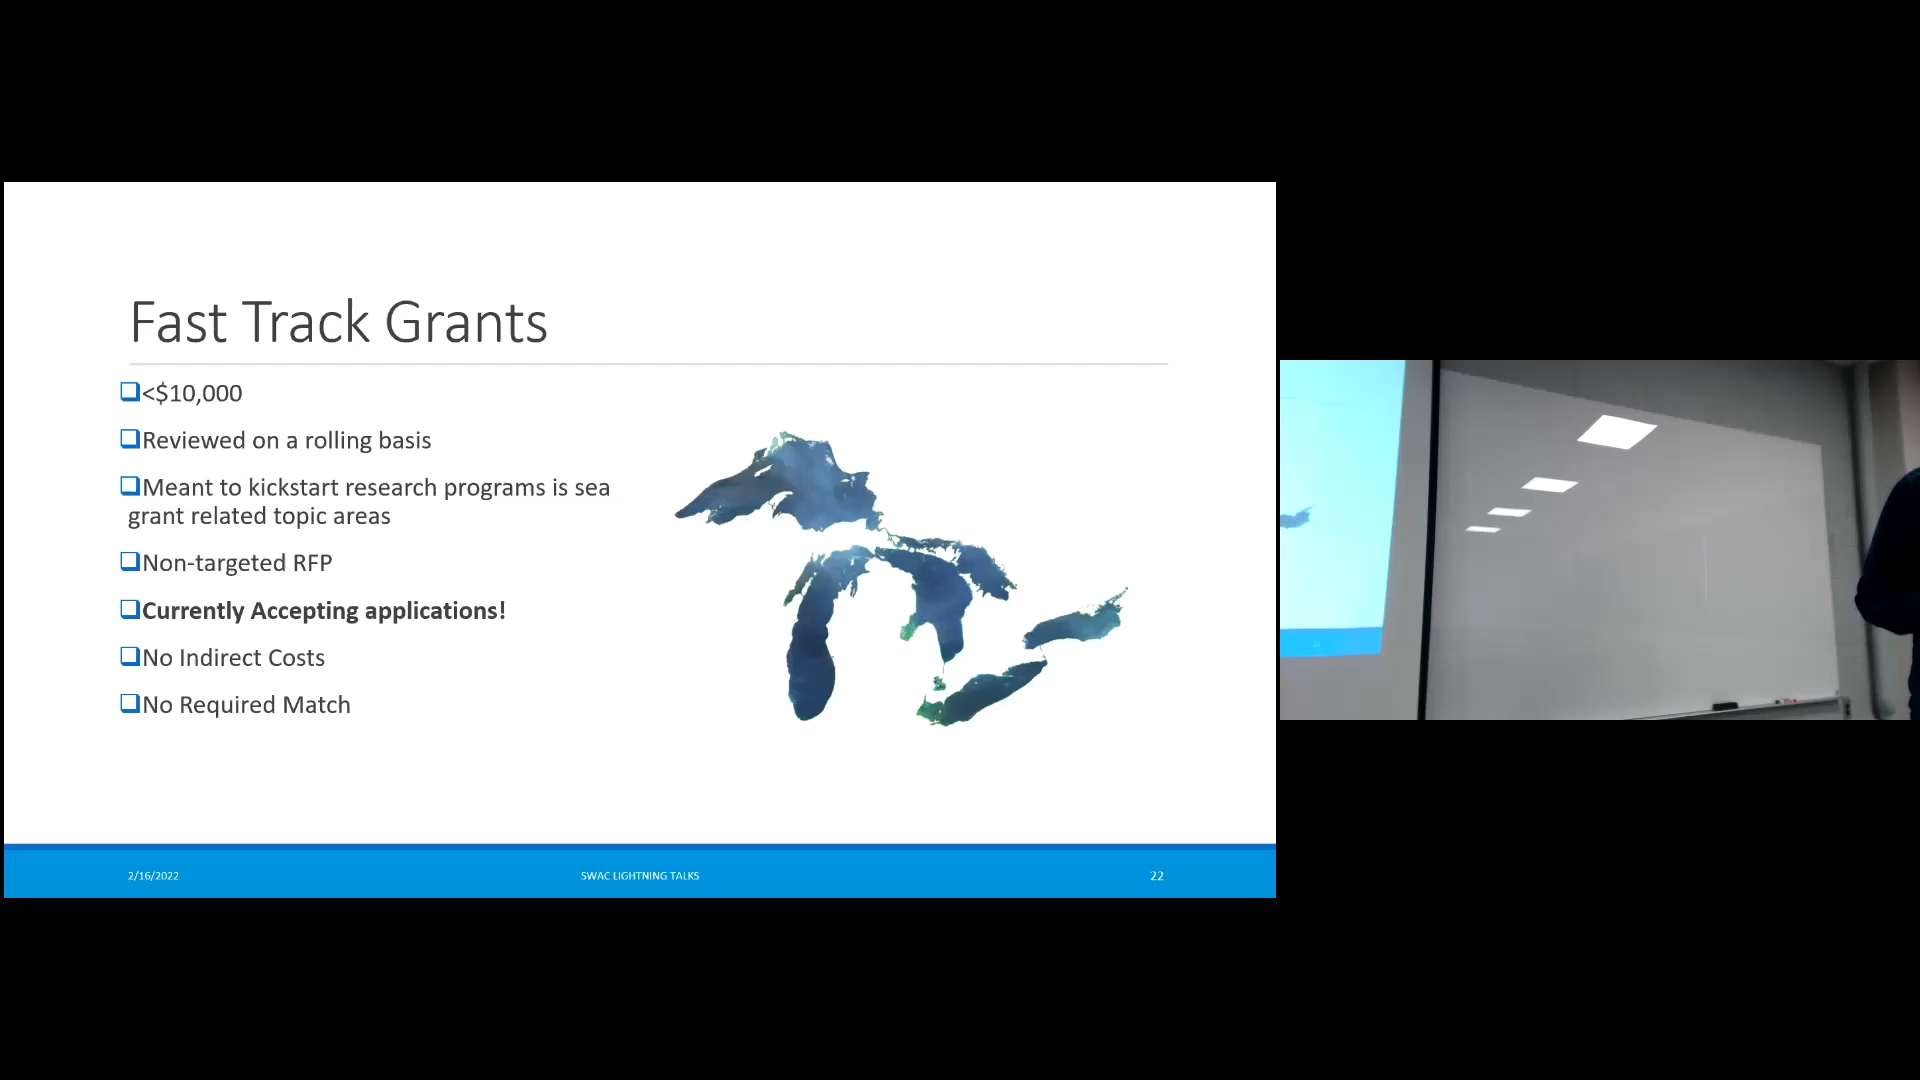 Fast Track Grants
<$10,000
Reviewed on a rolling basis
Meant to kickstart research programs is sea
grant related topic areas
Non-targeted RFP
Currently Accepting applications!
No Indirect Costs
No Required Match
2/16/2022
SWAC LIGHTNING TALKS
22